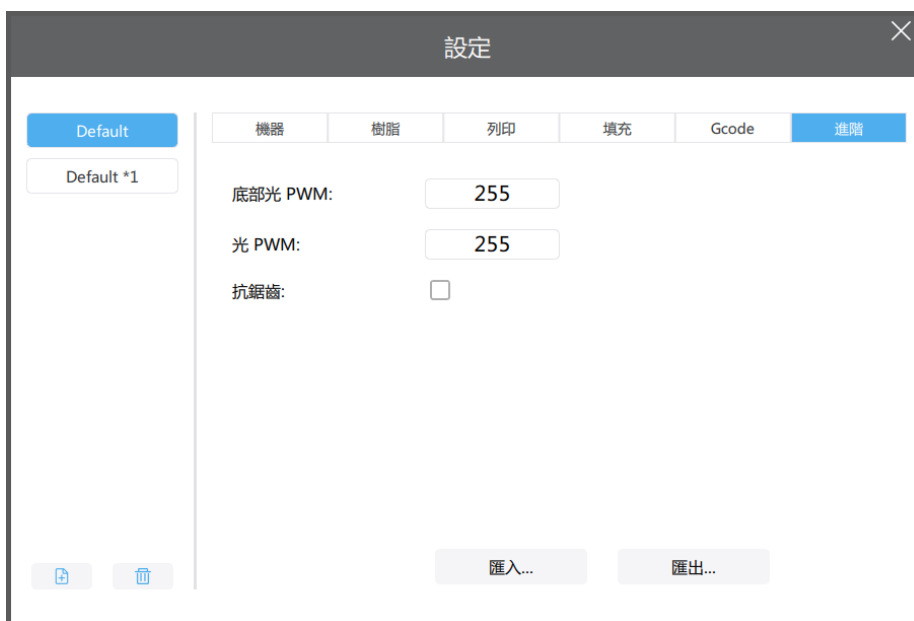 設定
Default
Default *1
機器 樹脂 列印 填充 Gcode 進階
底部光 PWM: 255
光 PWM: 255
抗鋸齒:
匯入... 匯出...